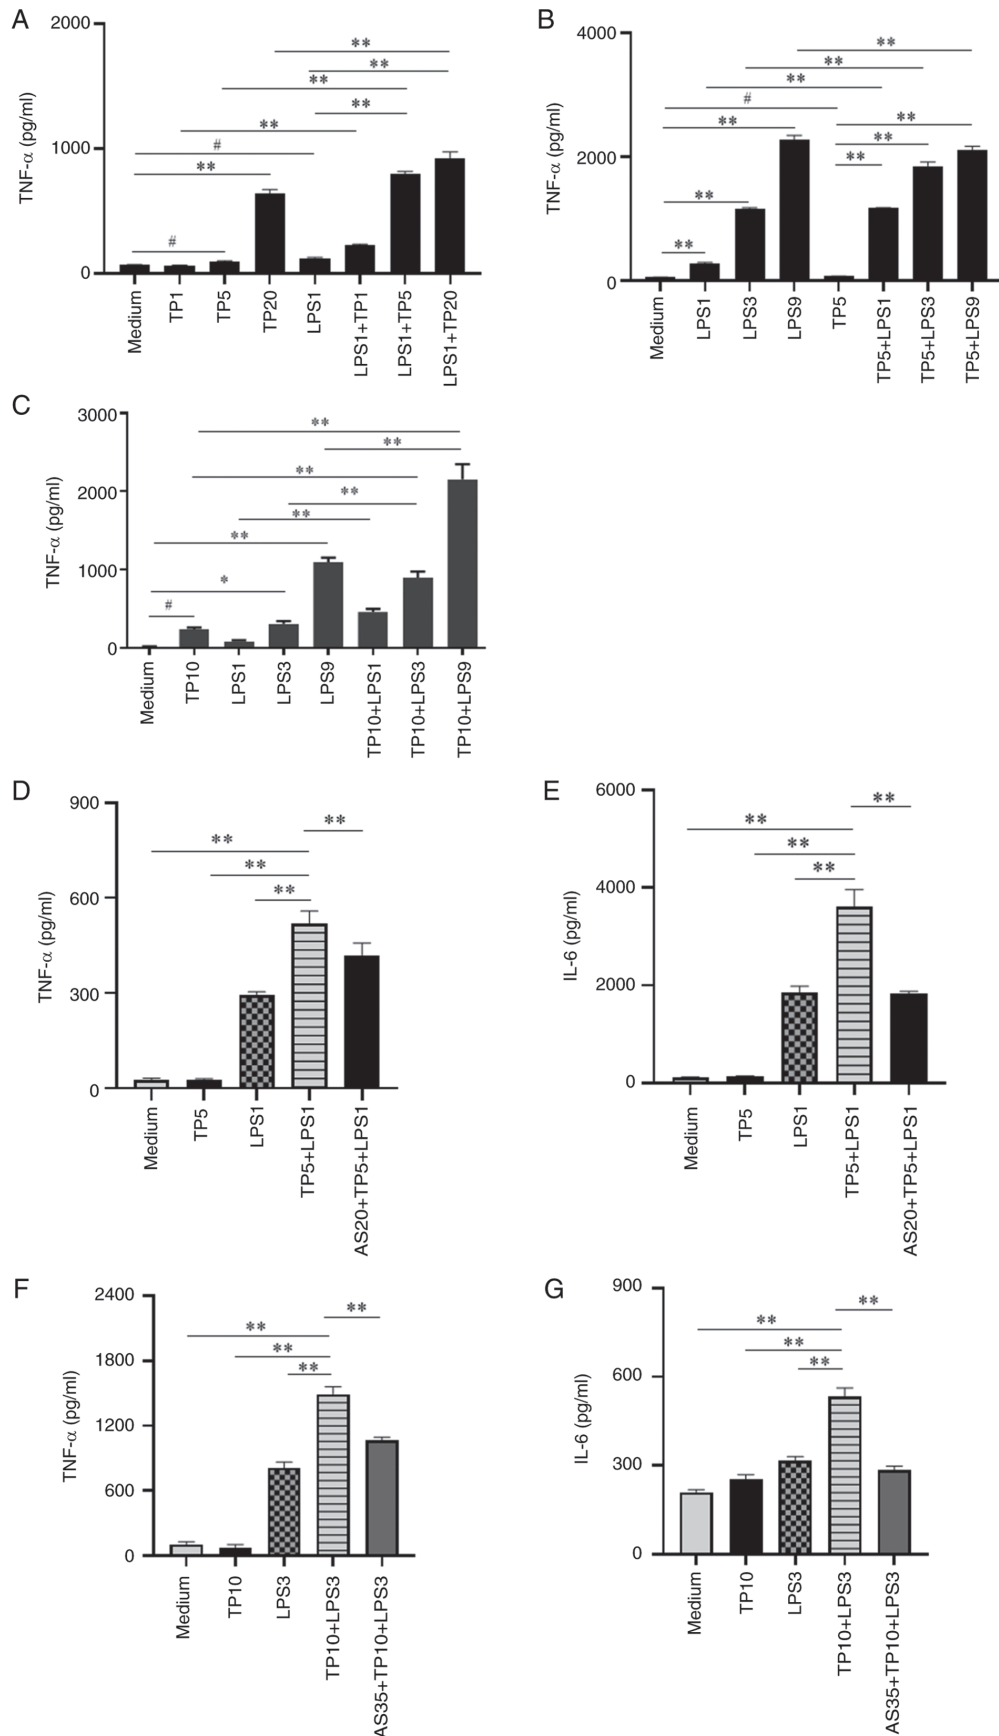 A
TNF-α (pg/ml)
2000
1000
0
**
**
**
**
**
#
**
#
Medium
TP1
TP5
TP20
LPS1
LPS1+TP1
LPS1+TP5
LPS1+TP20
B
TNF-α (pg/ml)
4000
2000
0
**
**
**
#
**
**
**
**
**
**
Medium
LPS1
LPS3
LPS9
TP5
TP5+LPS1
TP5+LPS3
TP5+LPS9
C
TNF-α (pg/ml)
3000
2000
1000
0
**
**
**
**
**
**
*
#
Medium
TP10
LPS1
LPS3
LPS9
TP10+LPS1
TP10+LPS3
TP10+LPS9
D
TNF-α (pg/ml)
900
600
300
0
**
**
**
**
Medium
TP5
LPS1
TP5+LPS1
AS20+TP5+LPS1
E
IL-6 (pg/ml)
6000
4000
2000
0
**
**
**
**
Medium
TP5
LPS1
TP5+LPS1
AS20+TP5+LPS1
F
TNF-α (pg/ml)
2400
1800
1200
600
0
**
**
**
**
Medium
TP10
LPS3
TP10+LPS3
AS35+TP10+LPS3
G
IL-6 (pg/ml)
900
600
300
0
**
**
**
**
Medium
TP10
LPS3
TP10+LPS3
AS35+TP10+LPS3